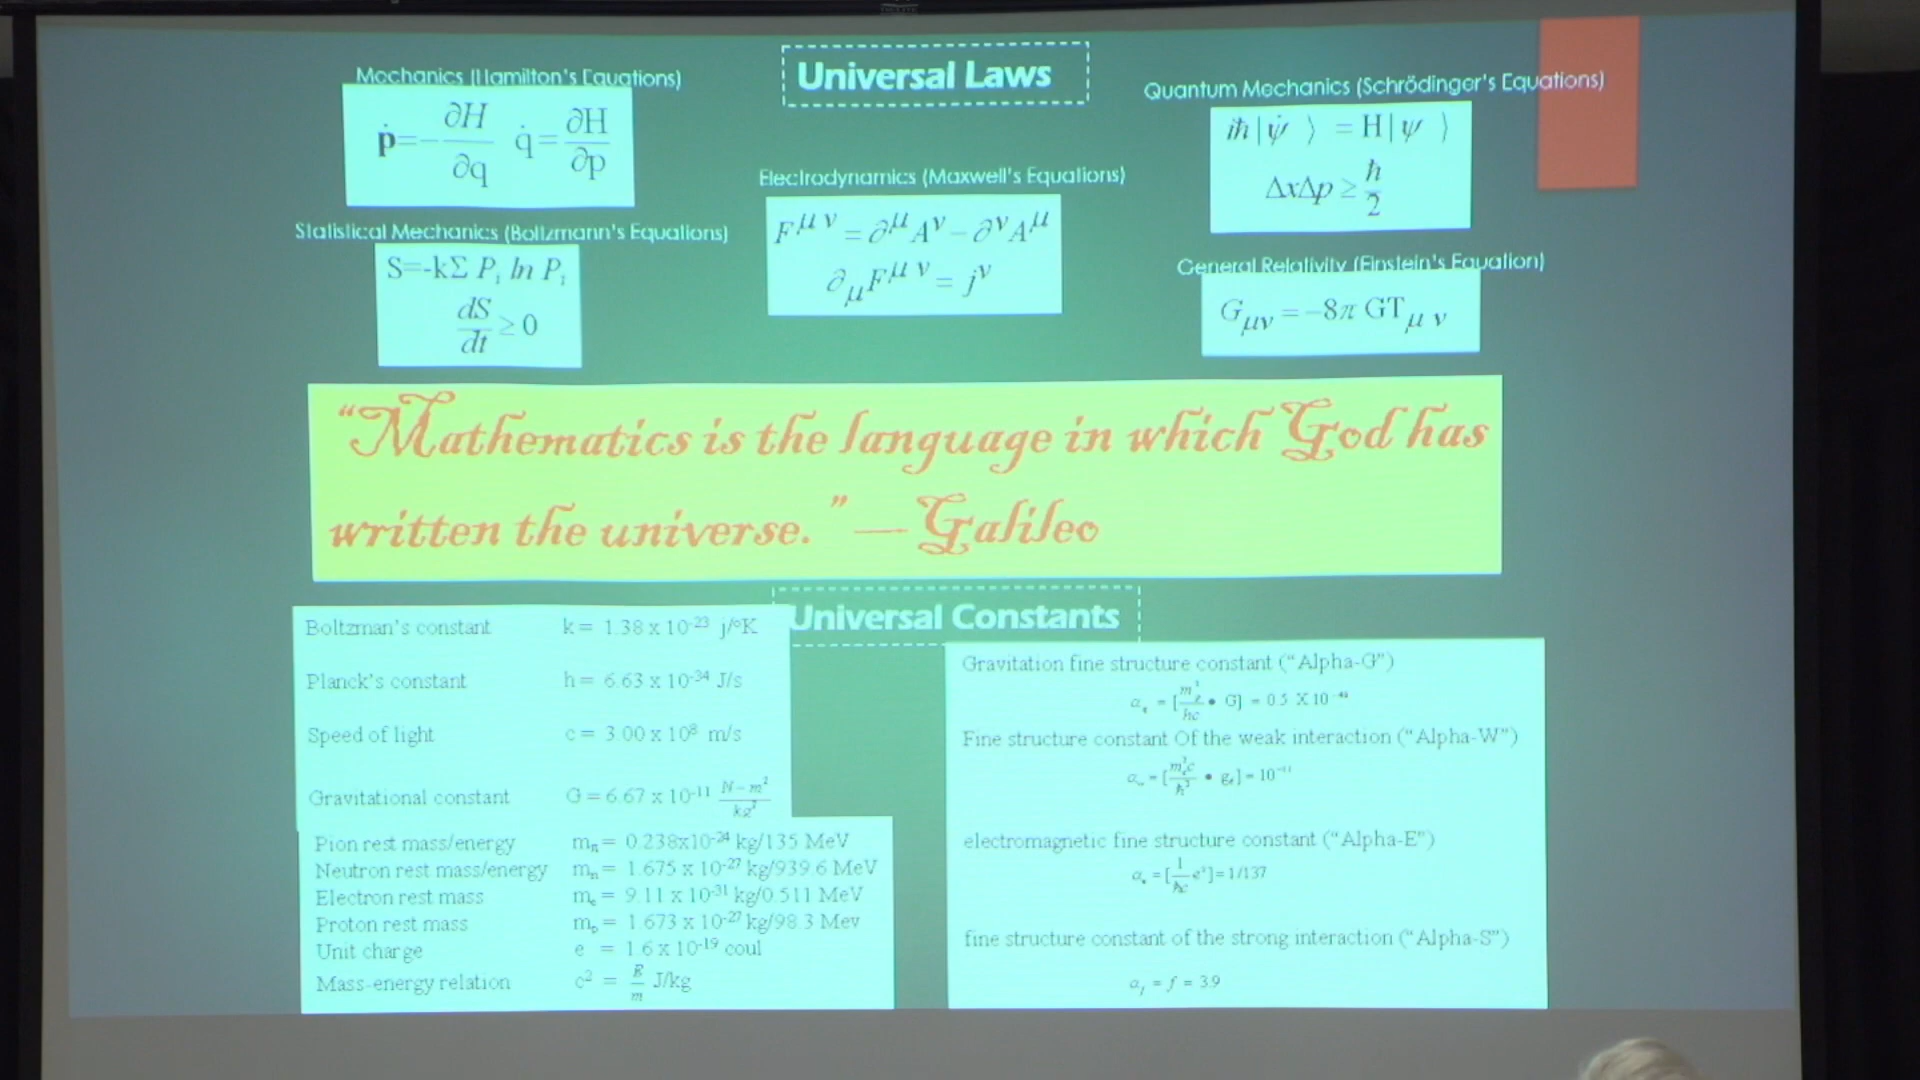 Universal Laws
Mechanics (Hamilton's Equations)
ṗ=-∂H/∂q q̇=∂H/∂p
Statistical Mechanics (Boltzmann's Equations)
S=-kΣ Pᵢ ln Pᵢ
dS/dt ≥ 0
Electrodynamics (Maxwell's Equations)
F^μν = ∂^μ A^ν − ∂^ν A^μ
∂_μ F^μν = j^ν
Quantum Mechanics (Schrödinger's Equations)
iħ|ψ̇ ⟩ = H|ψ ⟩
ΔxΔp ≥ ħ/2
General Relativity (Einstein's Equation)
G_μν = −8π GT_μν
“Mathematics is the language in which God has
written the universe.” — Galileo
Universal Constants
Boltzman's constant k = 1.38 x 10⁻²³ j/°K
Planck's constant h = 6.63 x 10⁻³⁴ J/s
Speed of light c = 3.00 x 10⁸ m/s
Gravitational constant G = 6.67 x 10⁻¹¹ N−m²/kg²
Pion rest mass/energy m_π = 0.238x10⁻²⁴ kg/135 MeV
Neutron rest mass/energy m_n = 1.675 x 10⁻²⁷ kg/939.6 MeV
Electron rest mass m_e = 9.11 x 10⁻³¹ kg/0.511 MeV
Proton rest mass m_p = 1.673 x 10⁻²⁷ kg/98.3 Mev
Unit charge e = 1.6 x 10⁻¹⁹ coul
Mass-energy relation c² = E/m J/kg
Gravitation fine structure constant (“Alpha-G”)
G] = 0.5 X 10
Fine structure constant Of the weak interaction (“Alpha-W”)
electromagnetic fine structure constant (“Alpha-E”)
α_e = [1/ħc e²] = 1/137
fine structure constant of the strong interaction (“Alpha-S”)
= f = 3.9